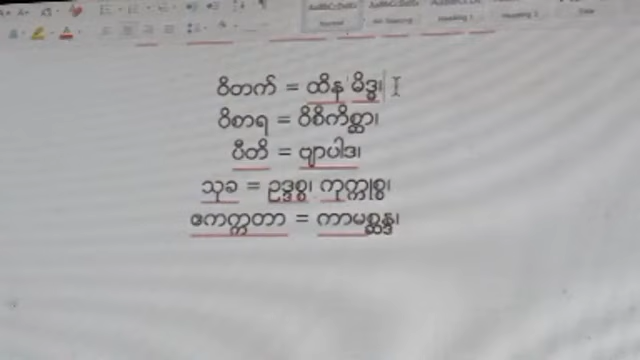 ဝိတက် = ထိန မိဒ္ဓ၊
ဝိစာရ = ဝိစိကိစ္ဆာ၊
ပီတိ = ဗျာပါဒ၊
သုခ = ဥဒ္ဒစ္စ၊ ကုက္ကုစ္စ၊
ဧကေဂ္ဂတာ = ကာမစ္ဆန္ဒ၊